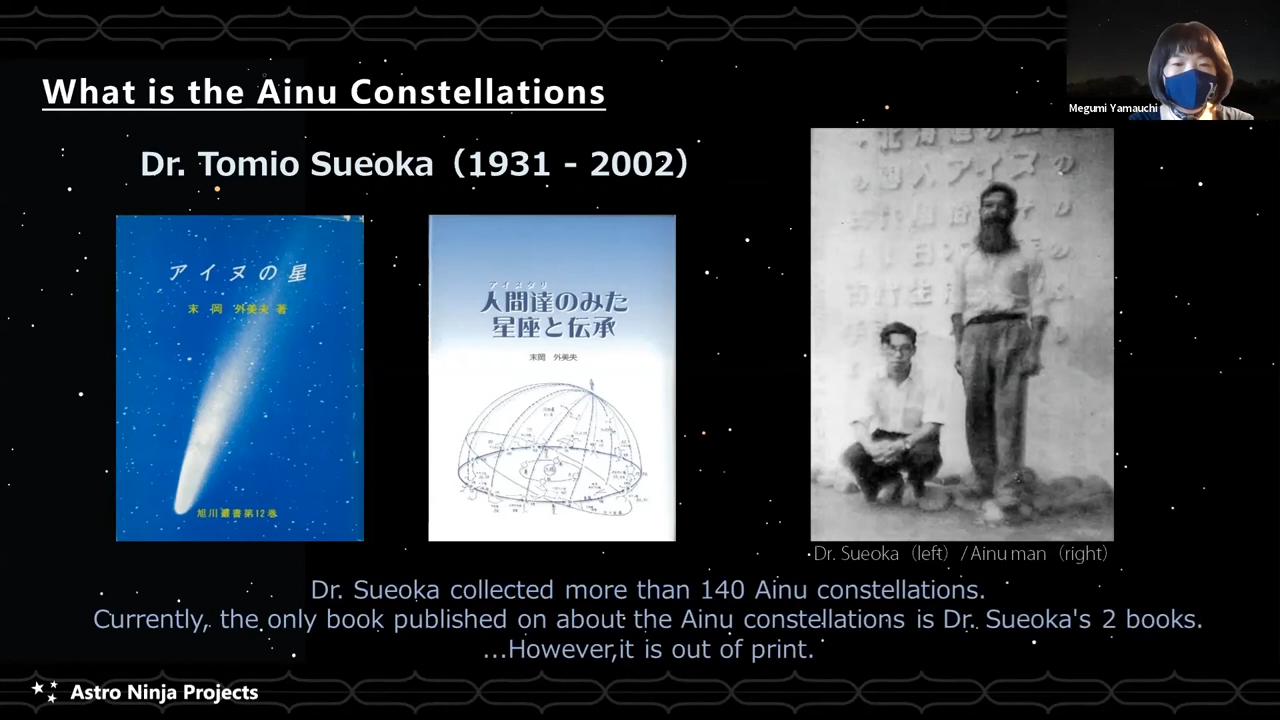 What is the Ainu Constellations
Megumi Yamauchi
Dr. Tomio Sueoka（1931 - 2002）
アイヌの星
末岡 外美夫 著
旭川叢書第12巻
アイヌタリ
人間達のみた
星座と伝承
末岡 外美夫
Dr. Sueoka（left）/ Ainu man（right）
Dr. Sueoka collected more than 140 Ainu constellations.
Currently, the only book published on about the Ainu constellations is Dr. Sueoka's 2 books.
...However,it is out of print.
Astro Ninja Projects